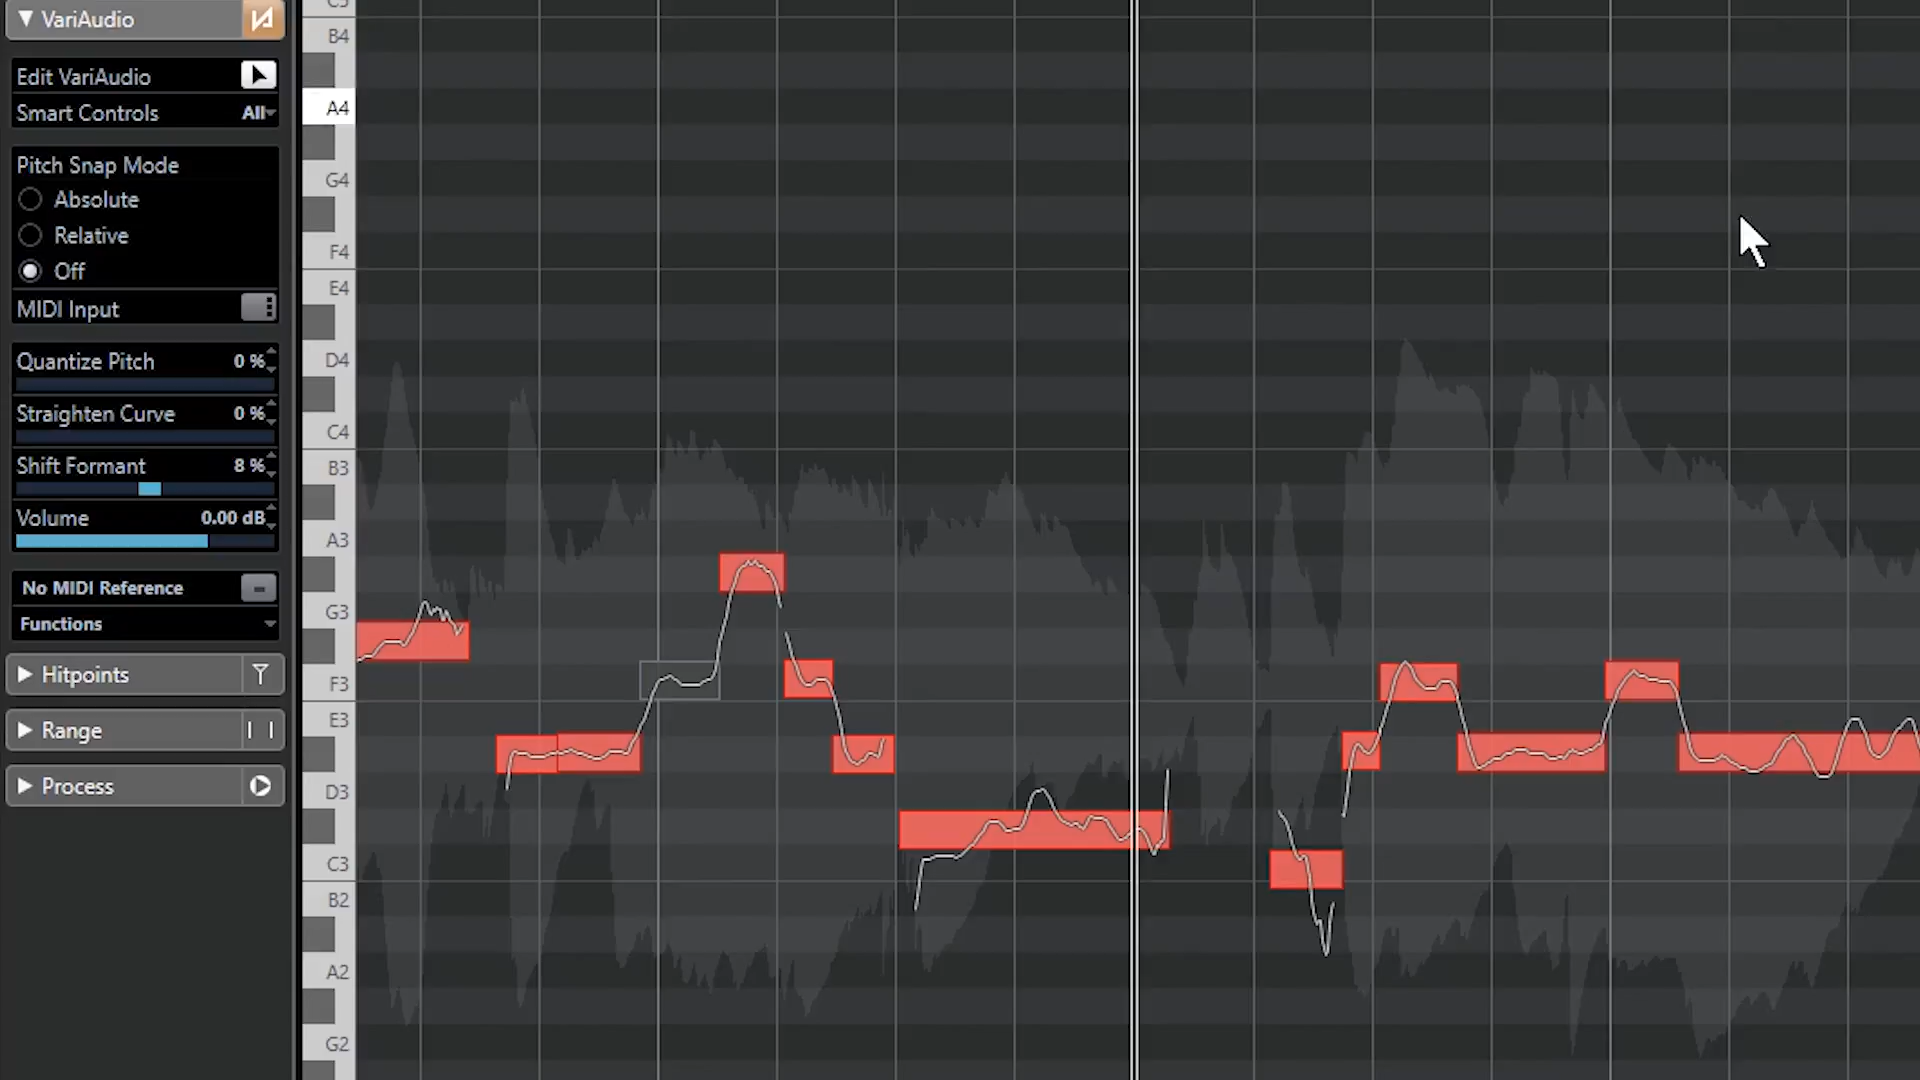 VariAudio
Edit VariAudio
Smart Controls All
Pitch Snap Mode
Absolute
Relative
Off
MIDI Input
Quantize Pitch 0 %
Straighten Curve 0 %
Shift Formant 8 %
Volume 0.00 dB
No MIDI Reference
Functions
Hitpoints
Range
Process
C5
B4
A4
G4
F4
E4
D4
C4
B3
A3
G3
F3
E3
D3
C3
B2
A2
G2